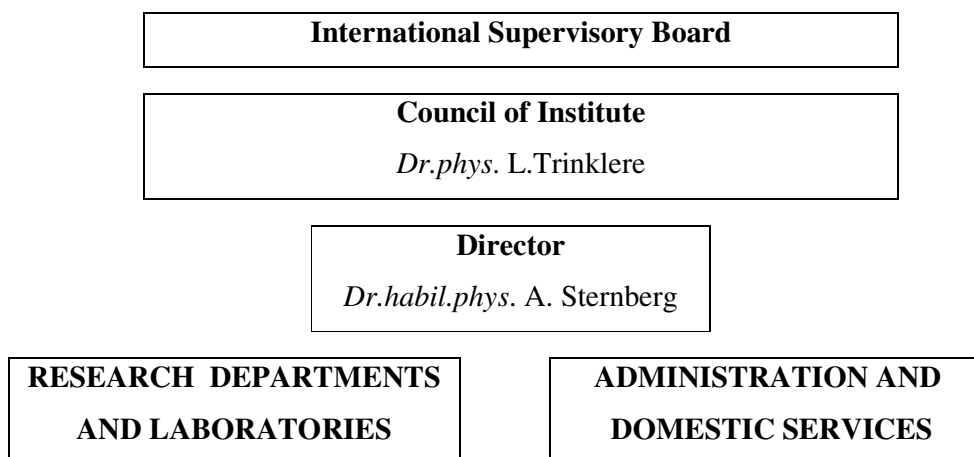 International Supervisory Board
Council of Institute
Dr.phys. L.Trinklere
Director
Dr.habil.phys. A. Sternberg
RESEARCH DEPARTMENTS
AND LABORATORIES
ADMINISTRATION AND
DOMESTIC SERVICES